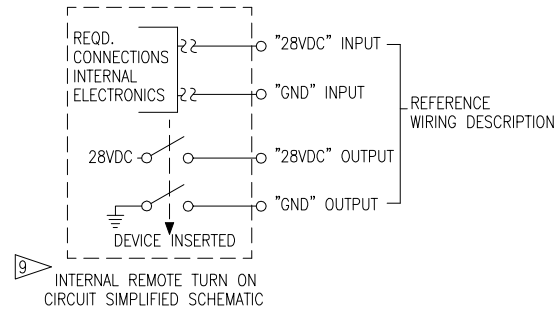 REQD.
CONNECTIONS
INTERNAL
ELECTRONICS
"28VDC" INPUT
"GND" INPUT
REFERENCE
WIRING DESCRIPTION
28VDC
"28VDC" OUTPUT
"GND" OUTPUT
DEVICE INSERTED
9
INTERNAL REMOTE TURN ON
CIRCUIT SIMPLIFIED SCHEMATIC